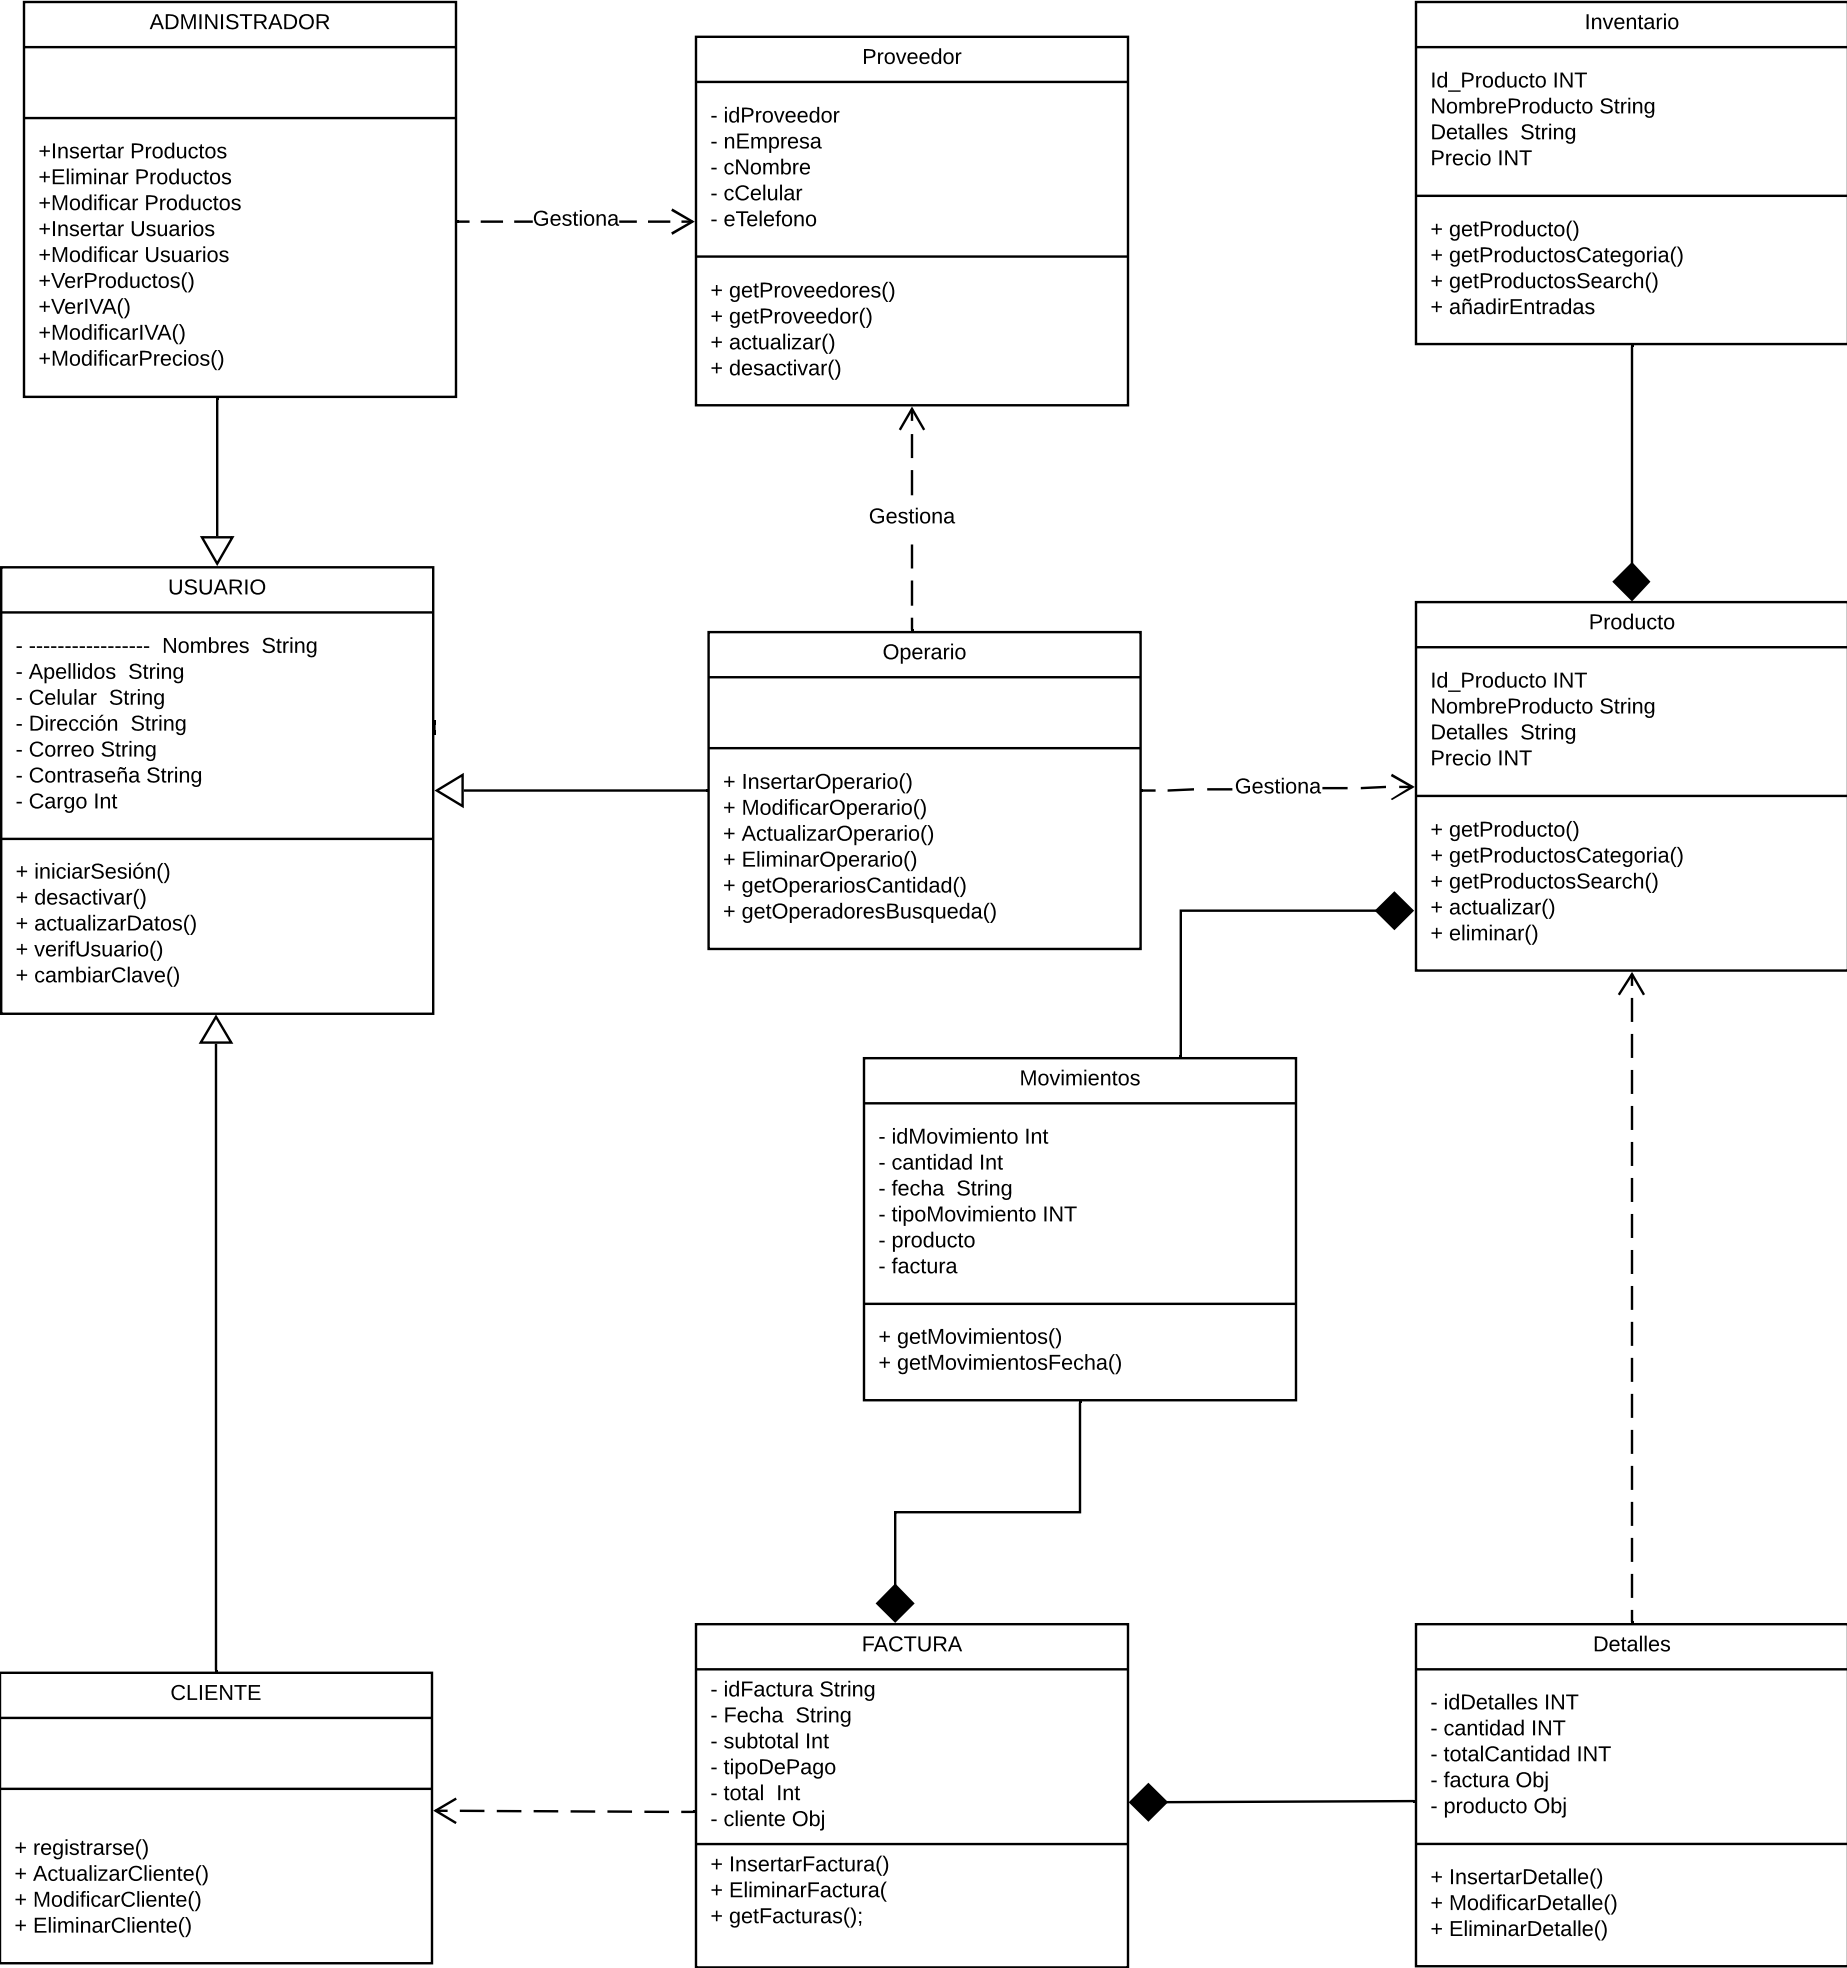 ADMINISTRADOR
+Insertar Productos
+Eliminar Productos
+Modificar Productos
+Insertar Usuarios
+Modificar Usuarios
+VerProductos()
+VerIVA()
+ModificarIVA()
+ModificarPrecios()
Gestiona
Proveedor
- idProveedor
- nEmpresa
- cNombre
- cCelular
- eTelefono
+ getProveedores()
+ getProveedor()
+ actualizar()
+ desactivar()
Inventario
Id_Producto INT
NombreProducto String
Detalles  String
Precio INT
+ getProducto()
+ getProductosCategoria()
+ getProductosSearch()
+ añadirEntradas
Gestiona
USUARIO
- -----------------  Nombres  String
- Apellidos  String
- Celular  String
- Dirección  String
- Correo String
- Contraseña String
- Cargo Int
+ iniciarSesión()
+ desactivar()
+ actualizarDatos()
+ verifUsuario()
+ cambiarClave()
Operario
+ InsertarOperario()
+ ModificarOperario()
+ ActualizarOperario()
+ EliminarOperario()
+ getOperariosCantidad()
+ getOperadoresBusqueda()
Gestiona
Producto
Id_Producto INT
NombreProducto String
Detalles  String
Precio INT
+ getProducto()
+ getProductosCategoria()
+ getProductosSearch()
+ actualizar()
+ eliminar()
Movimientos
- idMovimiento Int
- cantidad Int
- fecha  String
- tipoMovimiento INT
- producto
- factura
+ getMovimientos()
+ getMovimientosFecha()
CLIENTE
+ registrarse()
+ ActualizarCliente()
+ ModificarCliente()
+ EliminarCliente()
FACTURA
- idFactura String
- Fecha  String
- subtotal Int
- tipoDePago
- total  Int
- cliente Obj
+ InsertarFactura()
+ EliminarFactura(
+ getFacturas();
Detalles
- idDetalles INT
- cantidad INT
- totalCantidad INT
- factura Obj
- producto Obj
+ InsertarDetalle()
+ ModificarDetalle()
+ EliminarDetalle()